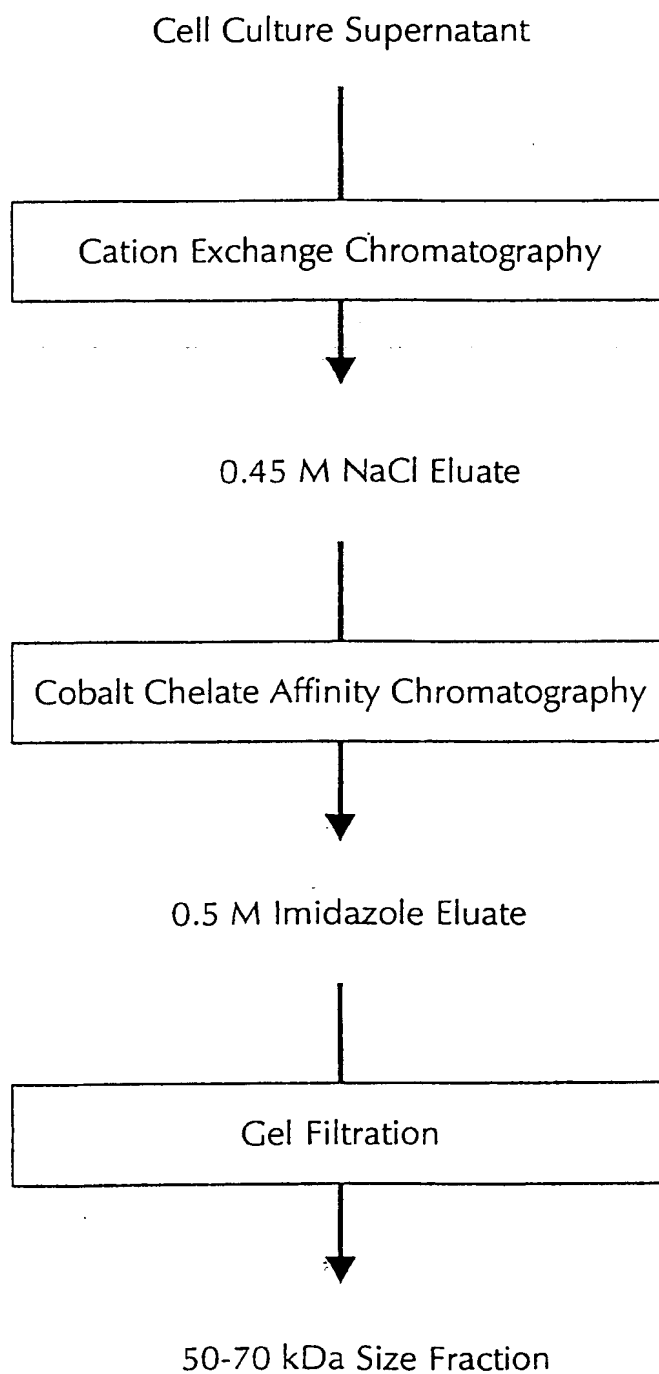 Cell Culture Supernatant
Cation Exchange Chromatography
0.45 M NaCl Eluate
Cobalt Chelate Affinity Chromatography
0.5 M Imidazole Eluate
Gel Filtration
50-70 kDa Size Fraction